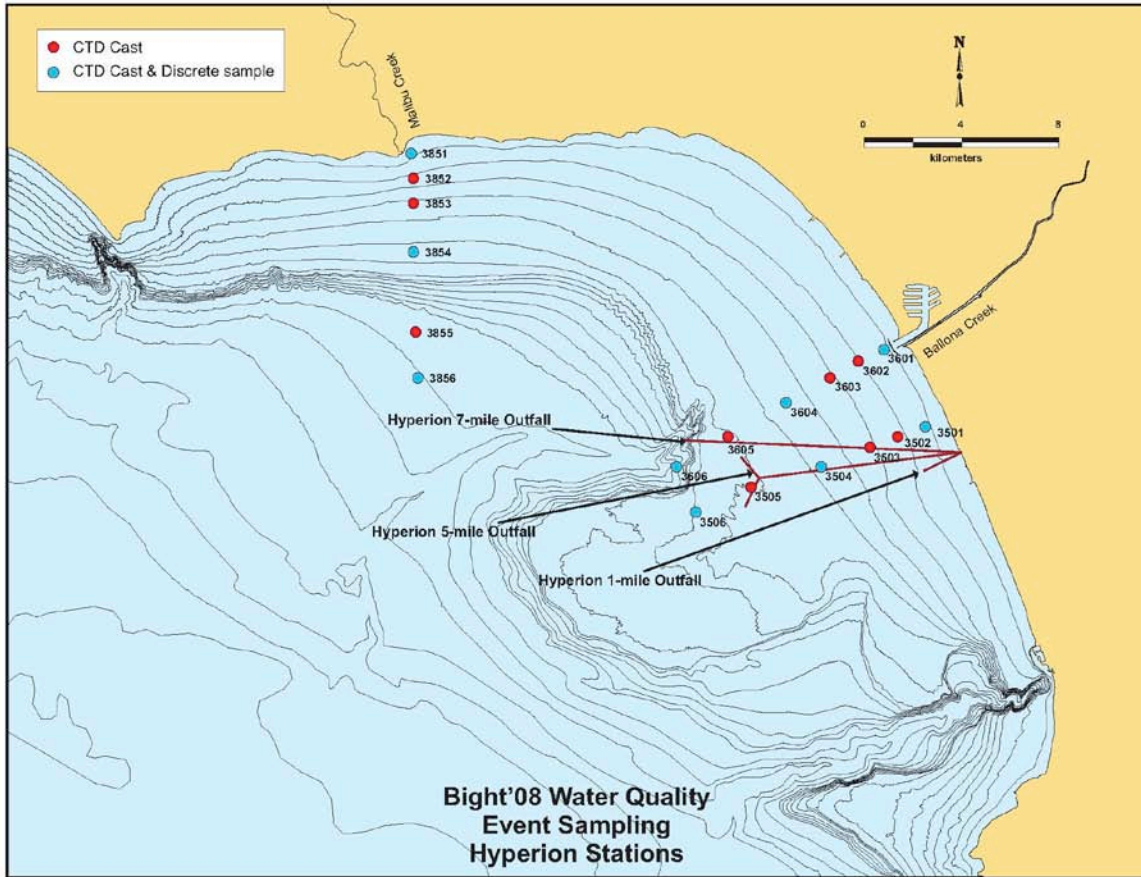 CTD Cast
CTD Cast & Discrete sample
Malibu Creek
N
0 4 8
kilometers
3851
3852
3853
3854
3855
3856
Ballona Creek
3601
3602
3603
3604
3605
3606
3501
3502
3503
3504
3505
3506
Hyperion 7-mile Outfall
Hyperion 5-mile Outfall
Hyperion 1-mile Outfall
Bight'08 Water Quality
Event Sampling
Hyperion Stations